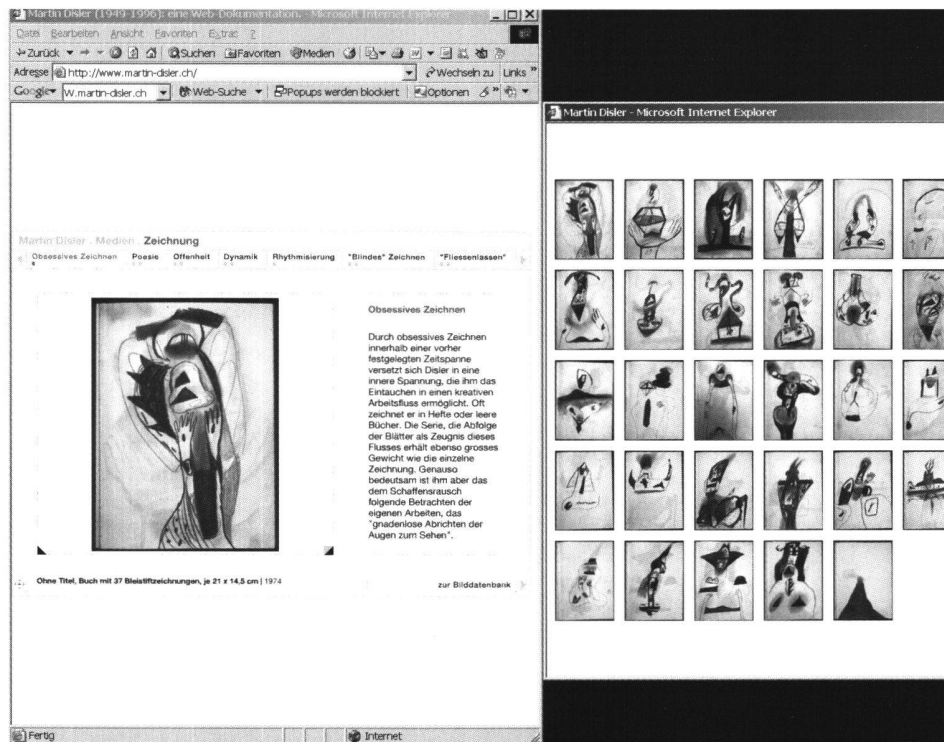 Martin Disler (1949-1996): eine Web-Dokumentation. - Microsoft Internet Explorer
Datei Bearbeiten Ansicht Favoriten Extras ?
Zurück Suchen Favoriten Medien
Adresse http://www.martin-disler.ch/ Wechseln zu Links »
Google W.martin-disler.ch Web-Suche Popups werden blockiert Optionen »
Martin Disler - Microsoft Internet Explorer
Martin Disler . Medien . Zeichnung
Obsessives Zeichnen Poesie Offenheit Dynamik Rhythmisierung "Blindes" Zeichnen "Fliessenlassen"
Obsessives Zeichnen
Durch obsessives Zeichnen
innerhalb einer vorher
festgelegten Zeitspanne
versetzt sich Disler in eine
innere Spannung, die ihm das
Eintauchen in einen kreativen
Arbeitsfluss ermöglicht. Oft
zeichnet er in Hefte oder leere
Bücher. Die Serie, die Abfolge
der Blätter als Zeugnis dieses
Flusses erhält ebenso grosses
Gewicht wie die einzelne
Zeichnung. Genauso
bedeutsam ist ihm aber das
dem Schaffensrausch
folgende Betrachten der
eigenen Arbeiten, das
"gnadenlose Abrichten der
Augen zum Sehen".
Ohne Titel, Buch mit 37 Bleistiftzeichnungen, je 21 x 14,5 cm | 1974
zur Bilddatenbank
Fertig Internet